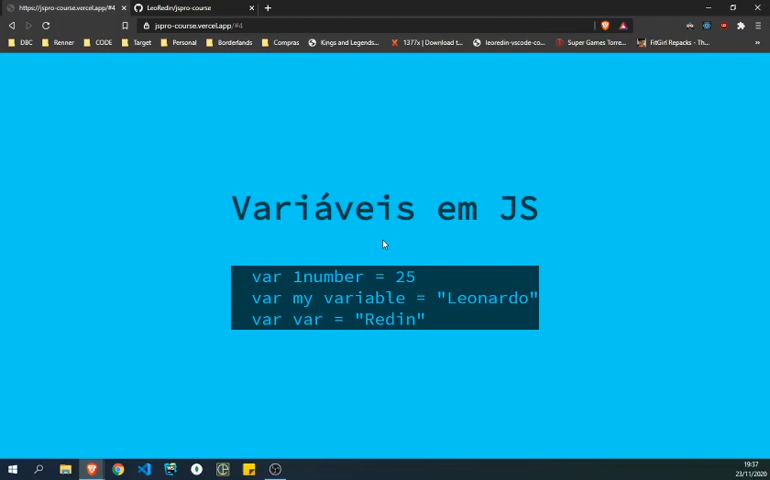 https://jspro-course.vercel.app/#4
LeoRedin/jspro-course
jspro-course.vercel.app/#4
DBC
Renner
CODE
Target
Personal
Borderlands
Compras
Kings and Legends...
1377x | Download t...
leoredin-vscode-co...
Super Games Torre...
FitGirl Repacks - Th...
Variáveis em JS
var 1number = 25
var my variable = "Leonardo"
var var = "Redin"
19:37
23/11/2020